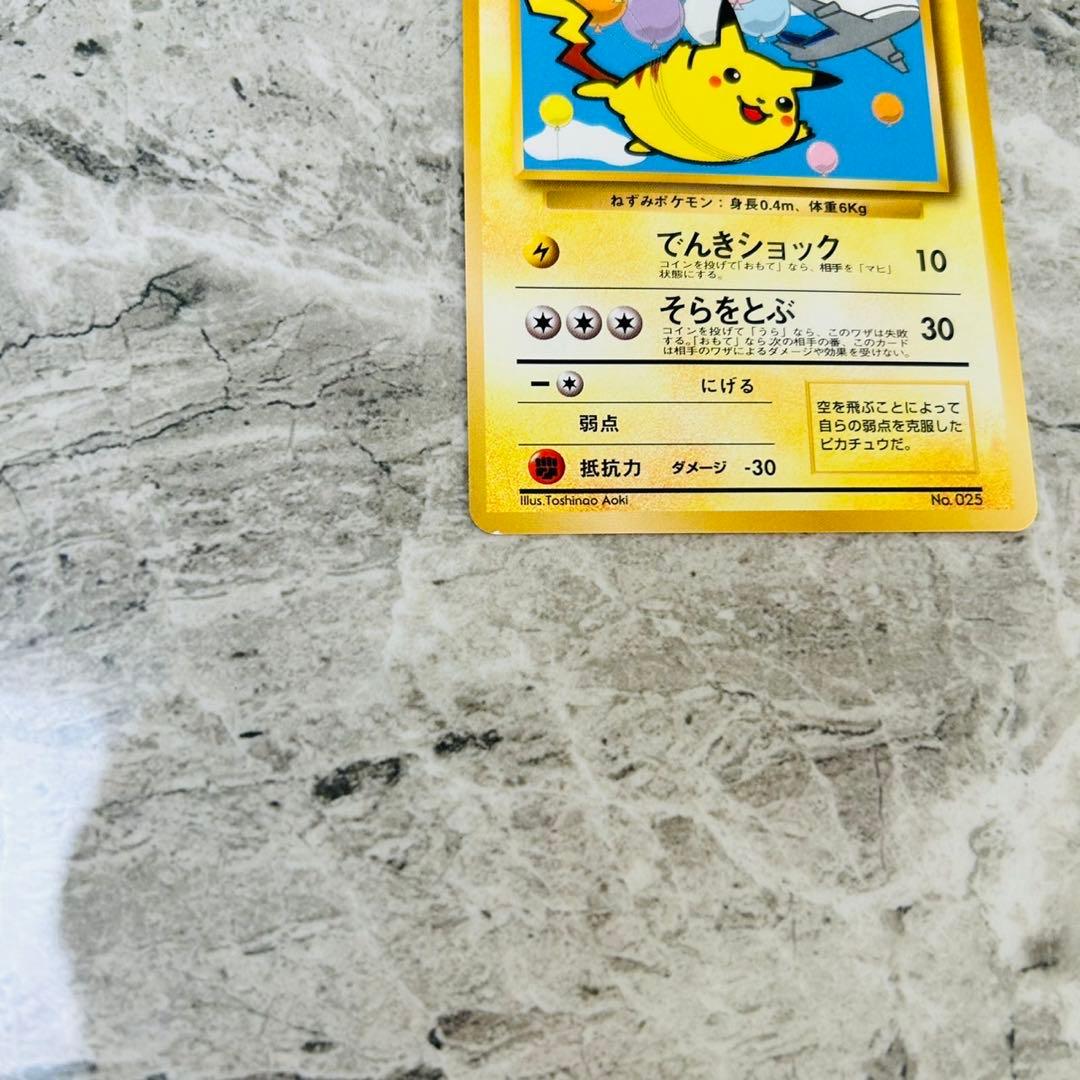 ねずみポケモン：身長0.4m、体重6Kg
でんきショック 10
コインを投げて「おもて」なら、相手を「マヒ」
状態にする。
そらをとぶ 30
コインを投げて「うら」なら、このワザは失敗
する。「おもて」なら次の相手の番、このカード
は相手のワザによるダメージや効果を受けない。
ー にげる
弱点
抵抗力 ダメージ -30
空を飛ぶことによって
自らの弱点を克服した
ピカチュウだ。
Illus.Toshinao Aoki No. 025